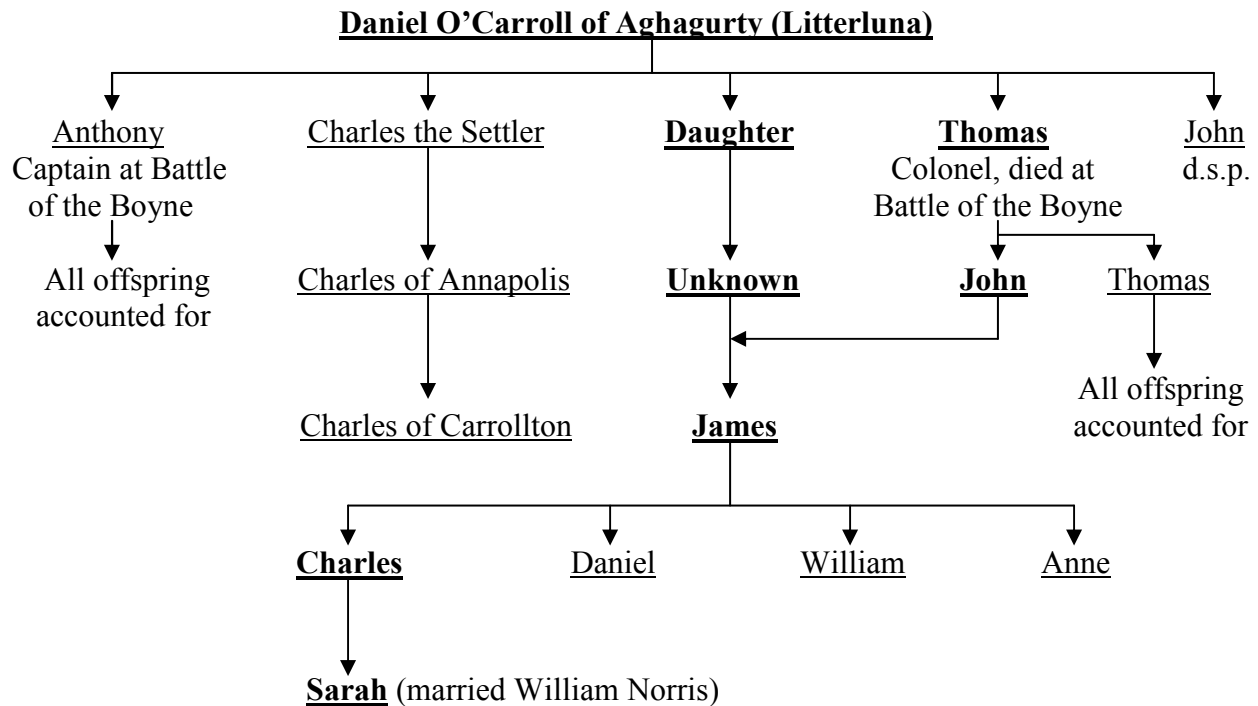 Daniel O’Carroll of Aghagurty (Litterluna)
Anthony
Captain at Battle
of the Boyne
Charles the Settler
Daughter
Thomas
Colonel, died at
Battle of the Boyne
John
d.s.p.
All offspring
accounted for
Charles of Annapolis
Unknown
John
Thomas
Charles of Carrollton
James
All offspring
accounted for
Charles
Daniel
William
Anne
Sarah (married William Norris)